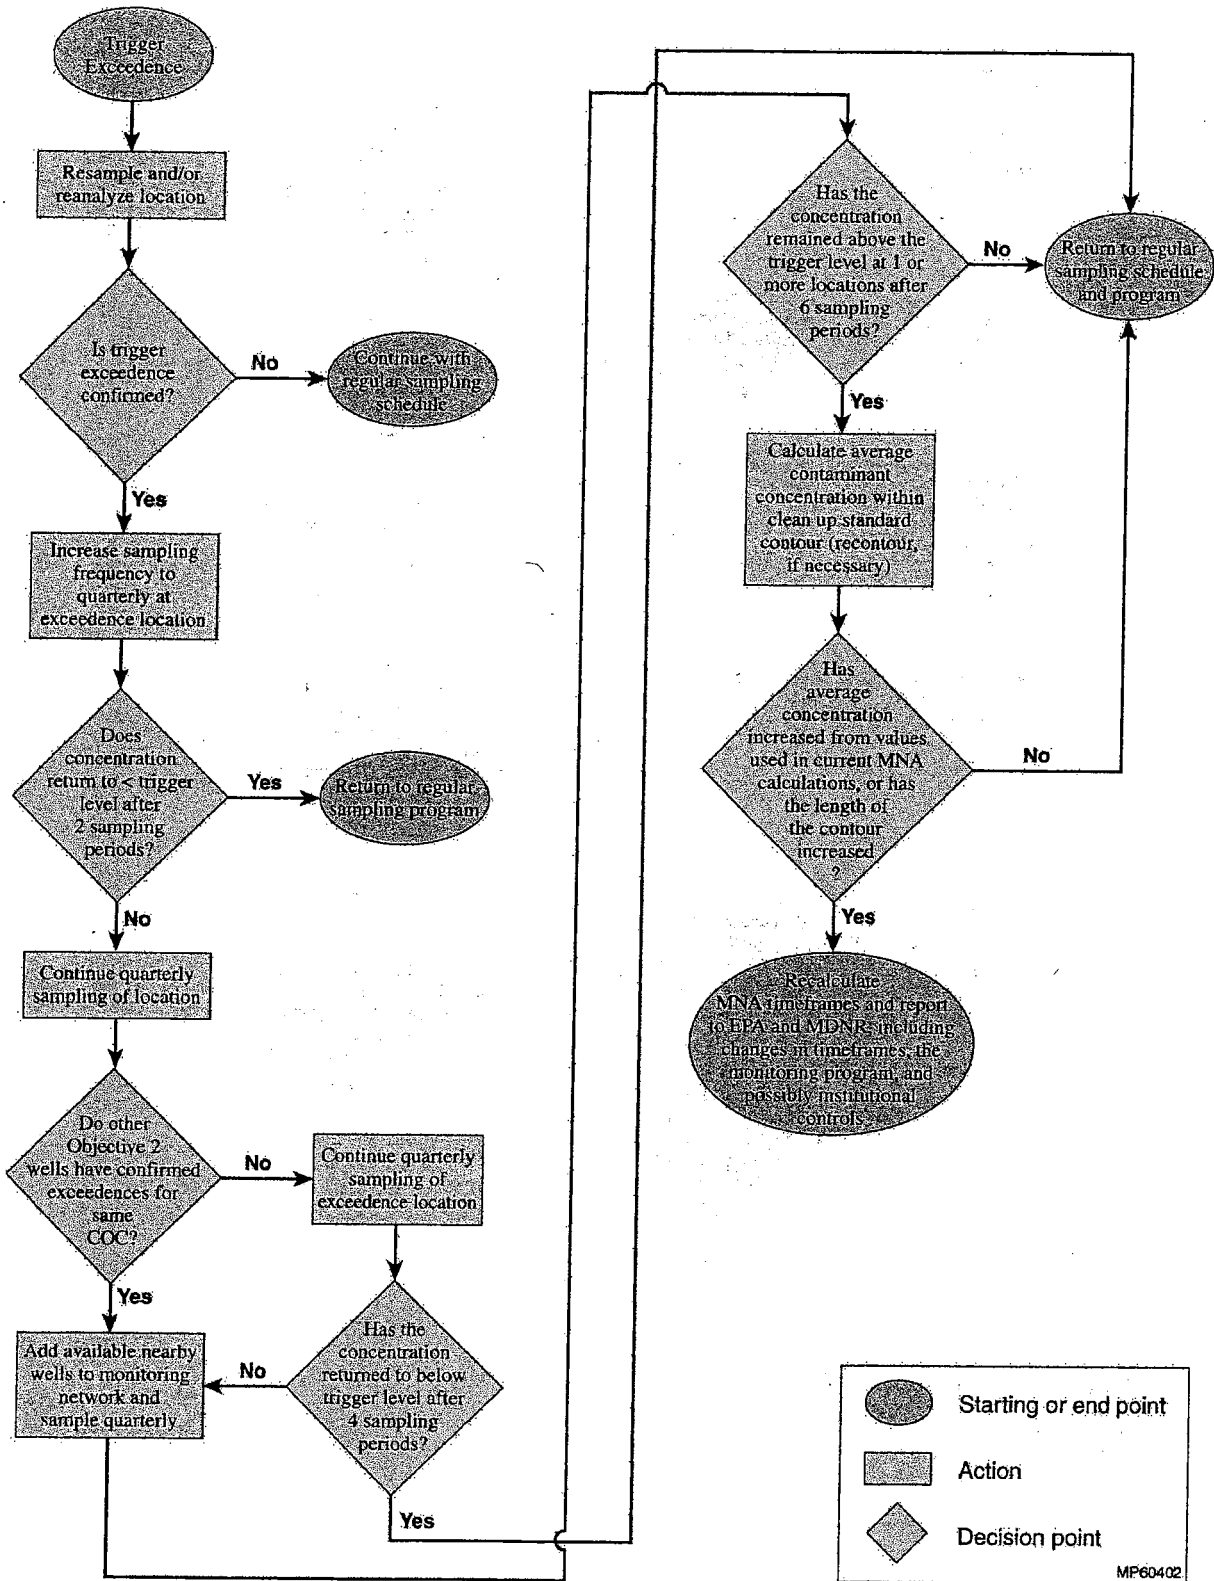 Trigger
Exceedence
Resample and/or
reanalyze location
Is trigger
exceedence
confirmed?
No
Continue with
regular sampling
schedule
Yes
Increase sampling
frequency to
quarterly at
exceedence location
Does
concentration
return to < trigger
level after
2 sampling
periods?
Yes
Return to regular
sampling program
No
Continue quarterly
sampling of location
Do other
Objective 2
wells have confirmed
exceedences for
same
COC?
No
Continue quarterly
sampling of
exceedence location
Yes
Add available nearby
wells to monitoring
network and
sample quarterly
No
Has the
concentration
returned to below
trigger level after
4 sampling
periods?
Yes
Has the
concentration
remained above the
trigger level at 1 or
more locations after
6 sampling
periods?
No
Return to regular
sampling schedule
and program
Yes
Calculate average
contaminant
concentration within
clean up standard
contour (recontour,
if necessary)
Has
average
concentration
increased from values
used in current MNA
calculations, or has
the length of
the contour
increased
?
No
Yes
Recalculate
MNA timeframes and report
to EPA and MDNR, including
changes in timeframes, the
monitoring program, and
possibly institutional
controls
Starting or end point
Action
Decision point
MP60402